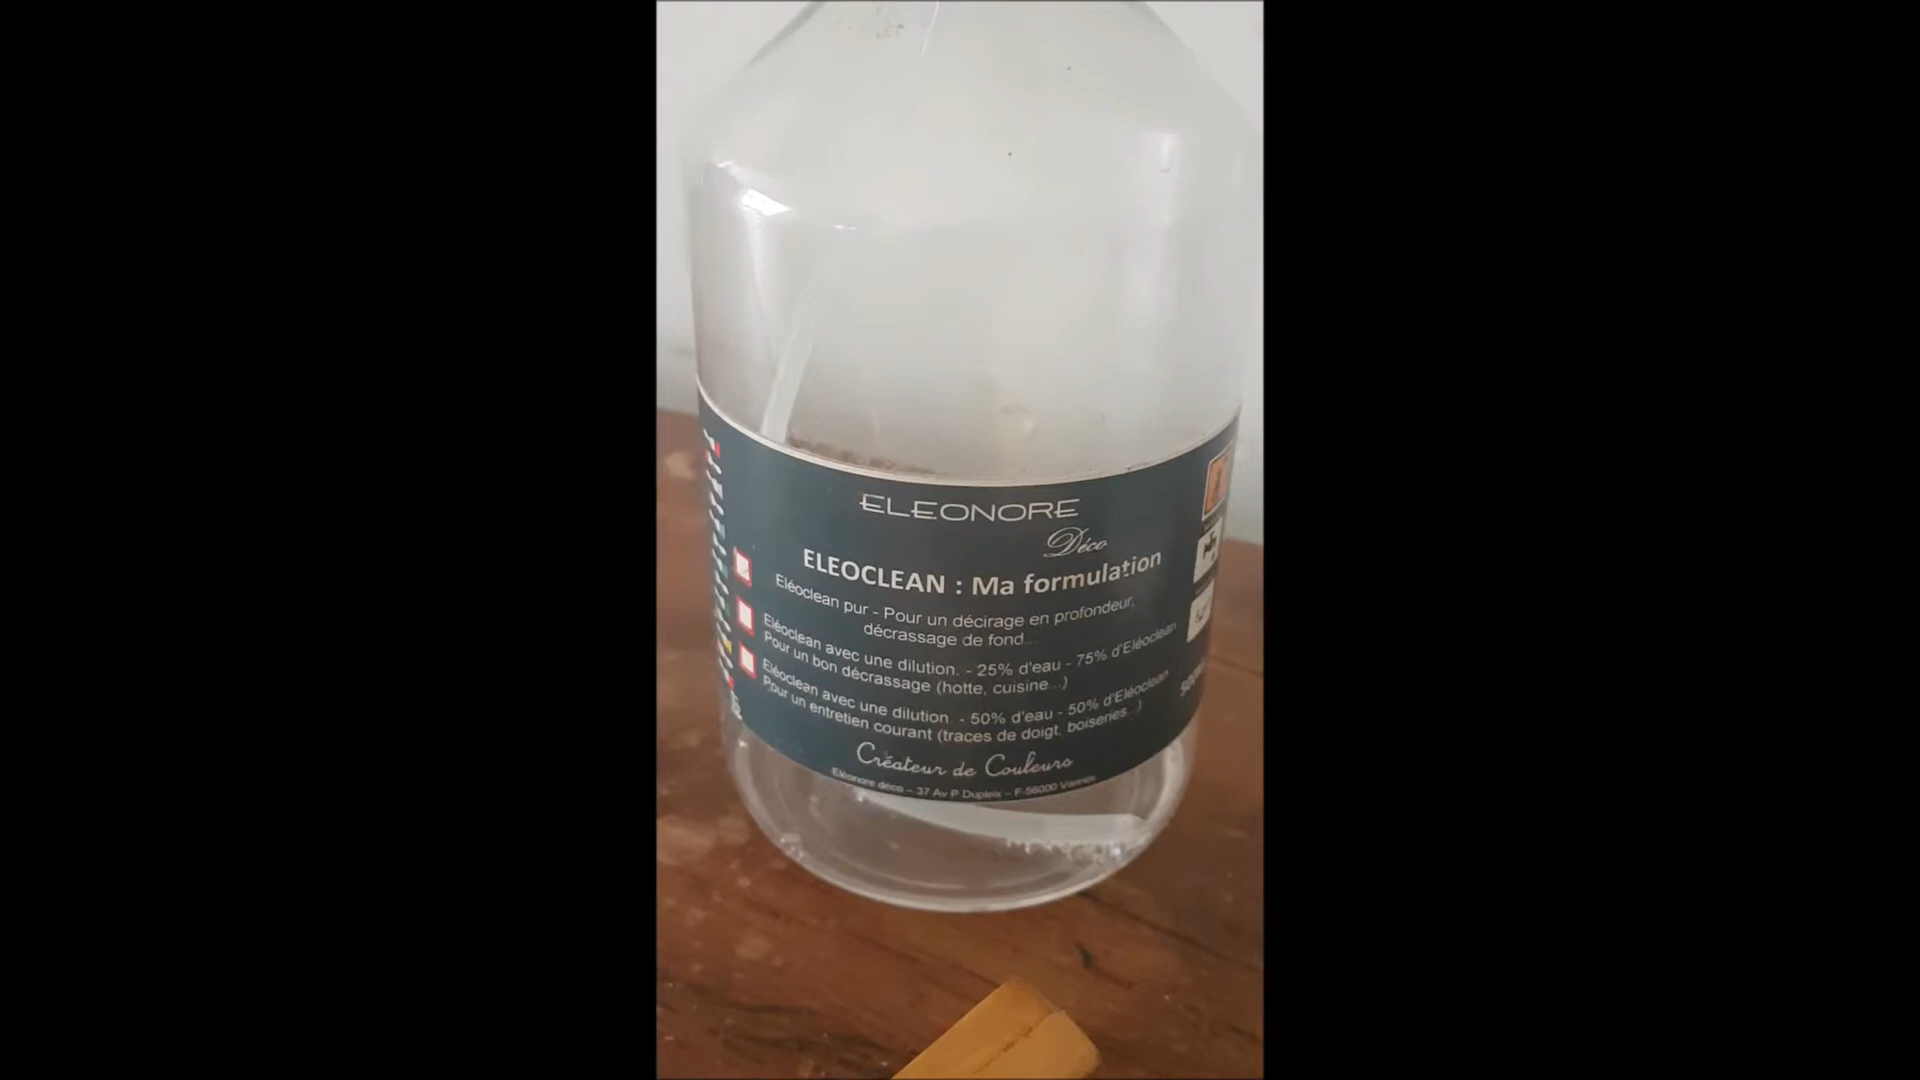 ELEONORE
Déco
ELEOCLEAN : Ma formulation
Eléoclean pur - Pour un décirage en profondeur,
décrassage de fond...
Eléoclean avec une dilution. - 25% d'eau - 75% d'Eléoclean
Pour un bon décrassage (hotte, cuisine...)
Eléoclean avec une dilution. - 50% d'eau - 50% d'Eléoclean
Pour un entretien courant (traces de doigt, boiseries...)
Créateur de Couleurs
Eléonore déco – 37 Av P Dupleix – F-56000 Vannes